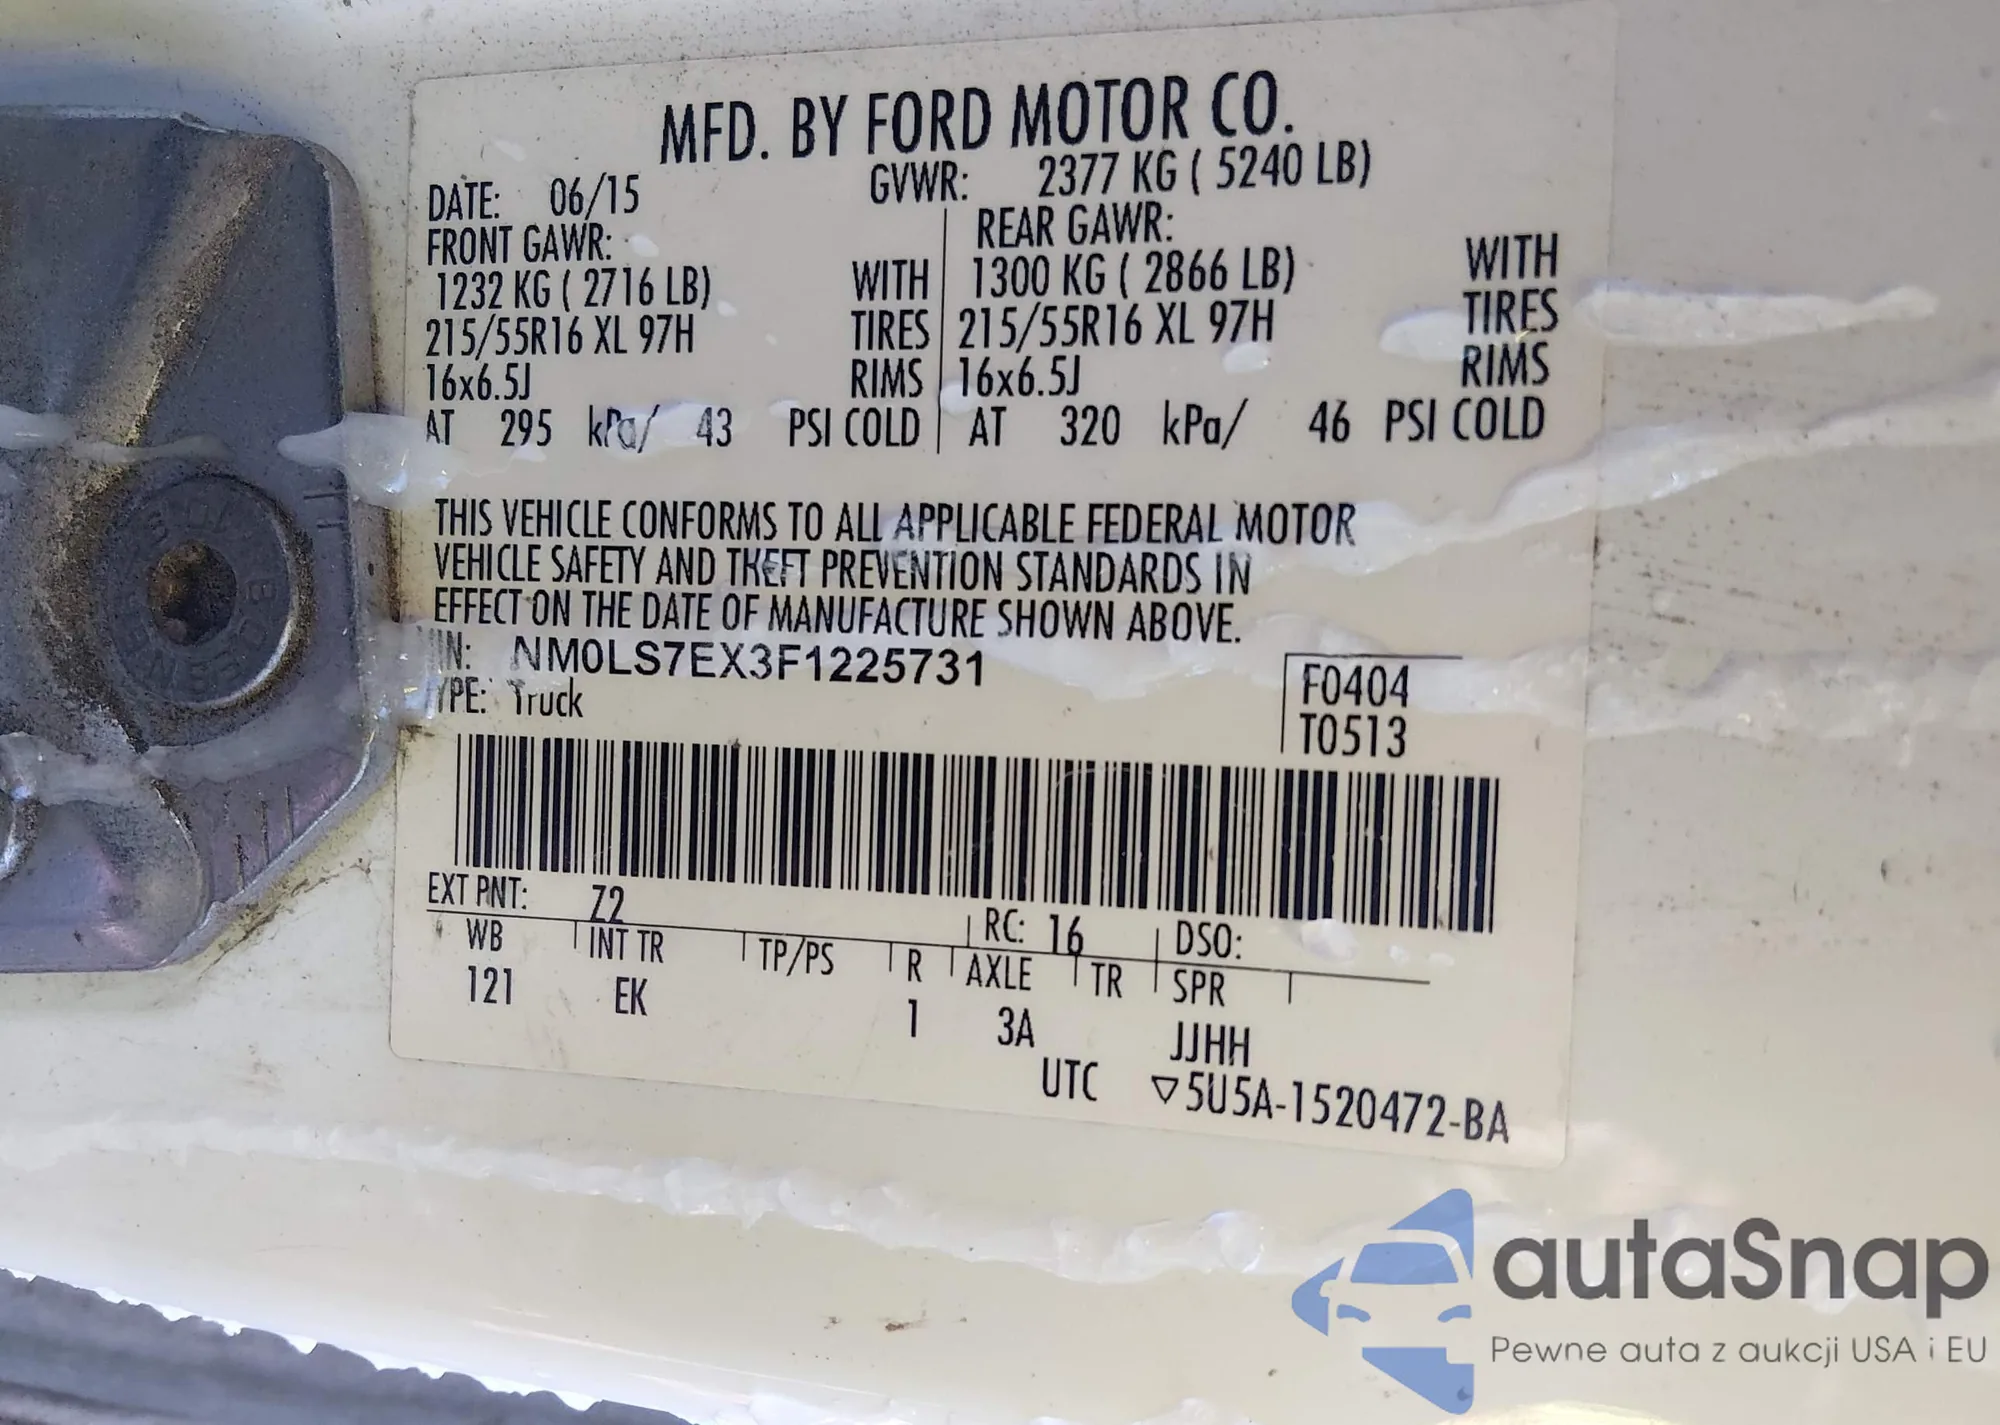 MFD. BY FORD MOTOR CO.
DATE: 06/15 GVWR: 2377 KG ( 5240 LB)
FRONT GAWR: REAR GAWR:
1232 KG ( 2716 LB) WITH 1300 KG ( 2866 LB) WITH
215/55R16 XL 97H TIRES 215/55R16 XL 97H TIRES
16x6.5J RIMS 16x6.5J RIMS
AT 295 kPa/ 43 PSI COLD AT 320 kPa/ 46 PSI COLD
THIS VEHICLE CONFORMS TO ALL APPLICABLE FEDERAL MOTOR
VEHICLE SAFETY AND THEFT PREVENTION STANDARDS IN
EFFECT ON THE DATE OF MANUFACTURE SHOWN ABOVE.
VIN: NM0LS7EX3F1225731 F0404
TYPE: Truck T0513
EXT PNT: Z2 RC: 16 DSO:
WB INT TR TP/PS R AXLE TR SPR
121 EK 1 3A JJHH
UTC ▽5U5A-1520472-BA
autaSnap
Pewne auta z aukcji USA i EU